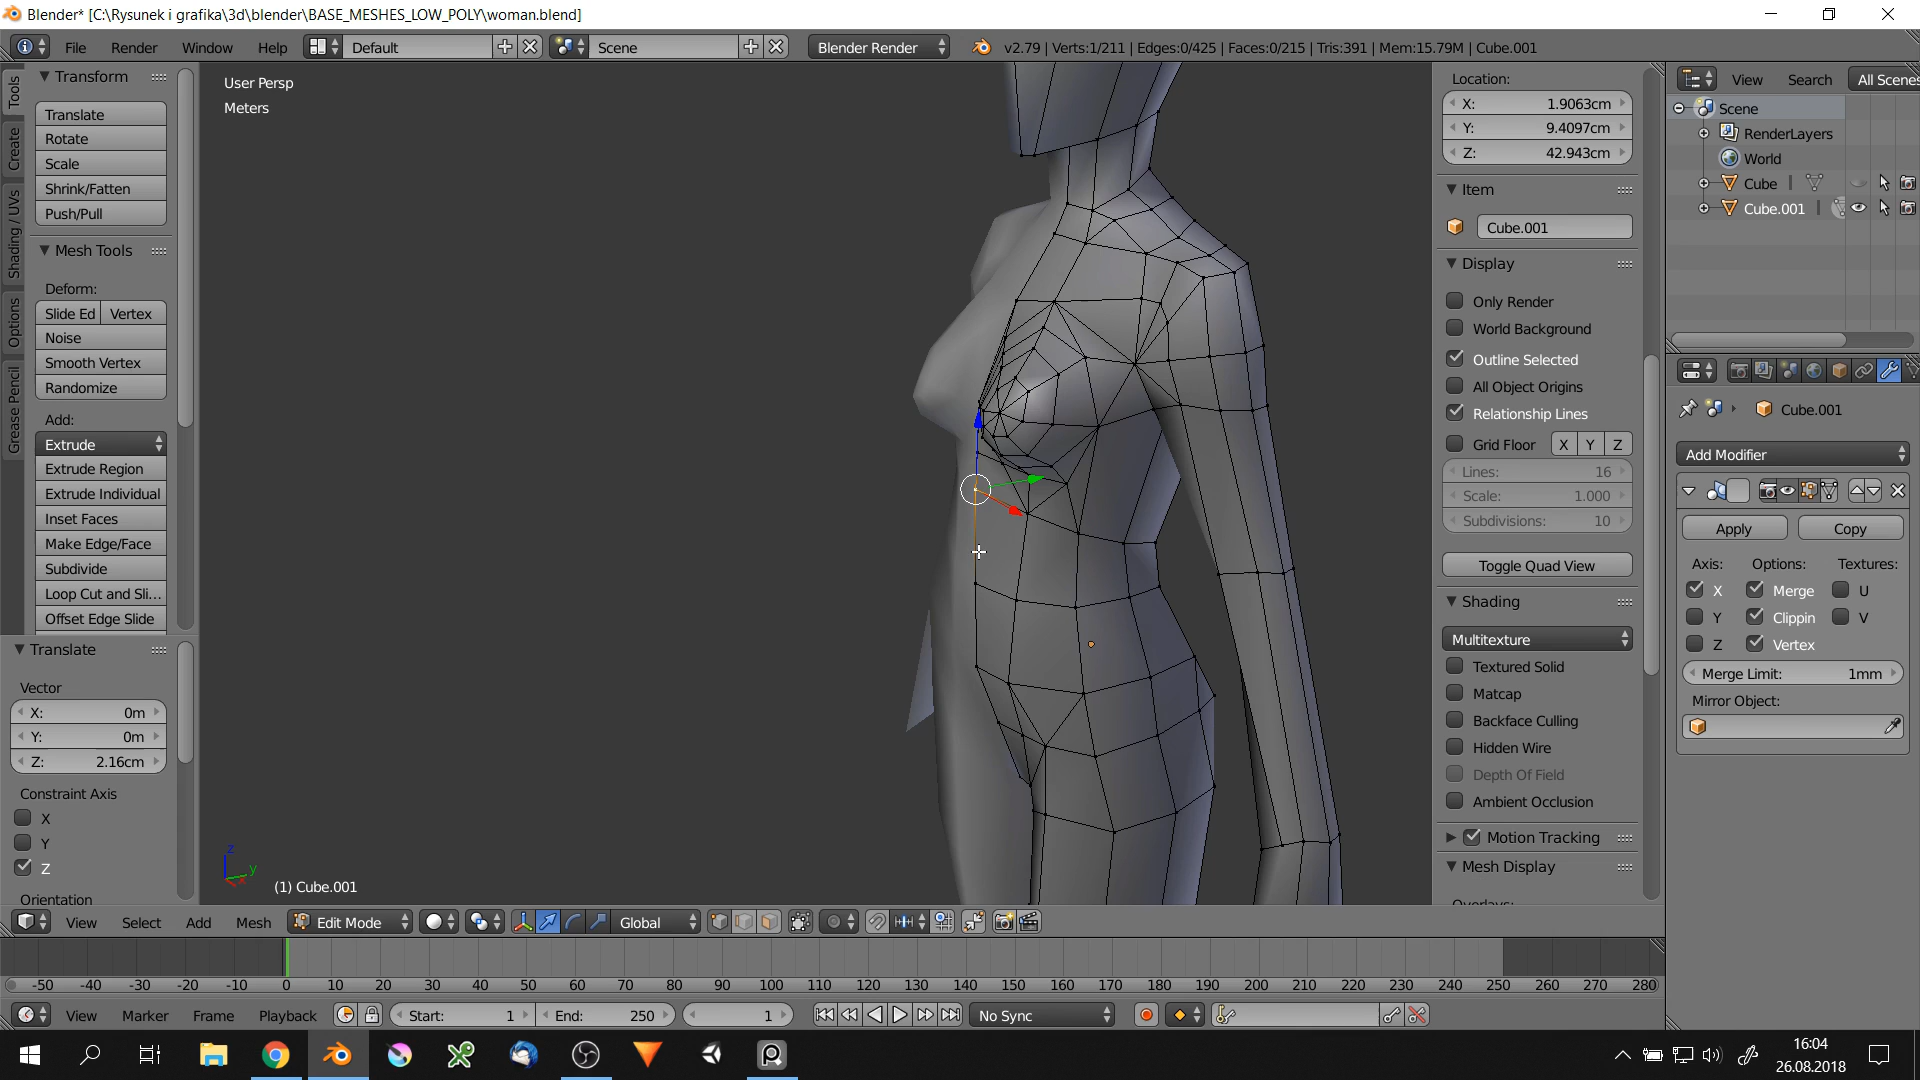 Blender* [C:\Rysunek i grafika\3d\blender\BASE_MESHES_LOW_POLY\woman.blend]
File Render Window Help Default Scene Blender Render v2.79 | Verts:1/211 | Edges:0/425 | Faces:0/215 | Tris:391 | Mem:15.79M | Cube.001
Tools
Create
Shading / UVs
Options
Grease Pencil
Transform
Translate
Rotate
Scale
Shrink/Fatten
Push/Pull
Mesh Tools
Deform:
Slide Ed Vertex
Noise
Smooth Vertex
Randomize
Add:
Extrude
Extrude Region
Extrude Individual
Inset Faces
Make Edge/Face
Subdivide
Loop Cut and Sli...
Offset Edge Slide
Translate
Vector
X: 0m
Y: 0m
Z: 2.16cm
Constraint Axis
X
Y
Z
Orientation
User Persp
Meters
z
y
x
(1) Cube.001
Location:
X: 1.9063cm
Y: 9.4097cm
Z: 42.943cm
Item
Cube.001
Display
Only Render
World Background
Outline Selected
All Object Origins
Relationship Lines
Grid Floor X Y Z
Lines: 16
Scale: 1.000
Subdivisions: 10
Toggle Quad View
Shading
Multitexture
Textured Solid
Matcap
Backface Culling
Hidden Wire
Depth Of Field
Ambient Occlusion
Motion Tracking
Mesh Display
Overlays:
View Search All Scenes
Scene
RenderLayers
World
Cube
Cube.001
Cube.001
Add Modifier
Apply Copy
Axis: Options: Textures:
X Merge U
Y Clippin V
Z Vertex
Merge Limit: 1mm
Mirror Object:
View Select Add Mesh Edit Mode Global
-50 -40 -30 -20 -10 0 10 20 30 40 50 60 70 80 90 100 110 120 130 140 150 160 170 180 190 200 210 220 230 240 250 260 270 280
View Marker Frame Playback Start: 1 End: 250 1 No Sync
16:04
26.08.2018